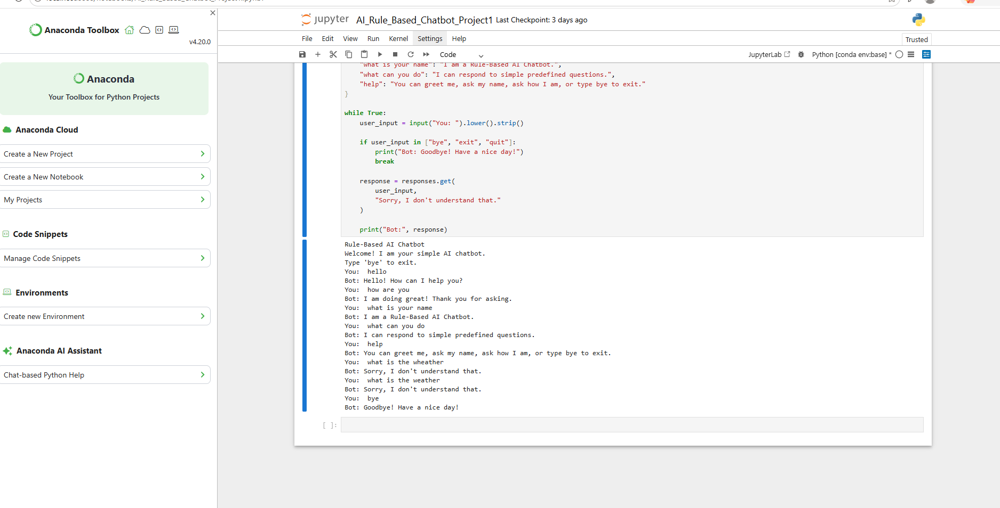 Anaconda Toolbox
v4.20.0
Anaconda
Your Toolbox for Python Projects
Anaconda Cloud
Create a New Project
Create a New Notebook
My Projects
Code Snippets
Manage Code Snippets
Environments
Create new Environment
Anaconda AI Assistant
Chat-based Python Help
jupyter AI_Rule_Based_Chatbot_Project1 Last Checkpoint: 3 days ago
File Edit View Run Kernel Settings Help
Trusted
Code
JupyterLab
Python [conda env:base] *
"what is your name": "I am a Rule-Based AI Chatbot.",
"what can you do": "I can respond to simple predefined questions.",
"help": "You can greet me, ask my name, ask how I am, or type bye to exit."
}
while True:
user_input = input("You: ").lower().strip()
if user_input in ["bye", "exit", "quit"]:
print("Bot: Goodbye! Have a nice day!")
break
response = responses.get(
user_input,
"Sorry, I don't understand that."
)
print("Bot:", response)
Rule-Based AI Chatbot
Welcome! I am your simple AI chatbot.
Type 'bye' to exit.
You:  hello
Bot: Hello! How can I help you?
You:  how are you
Bot: I am doing great! Thank you for asking.
You:  what is your name
Bot: I am a Rule-Based AI Chatbot.
You:  what can you do
Bot: I can respond to simple predefined questions.
You:  help
Bot: You can greet me, ask my name, ask how I am, or type bye to exit.
You:  what is the wheather
Bot: Sorry, I don't understand that.
You:  what is the weather
Bot: Sorry, I don't understand that.
You:  bye
Bot: Goodbye! Have a nice day!
[ ]: